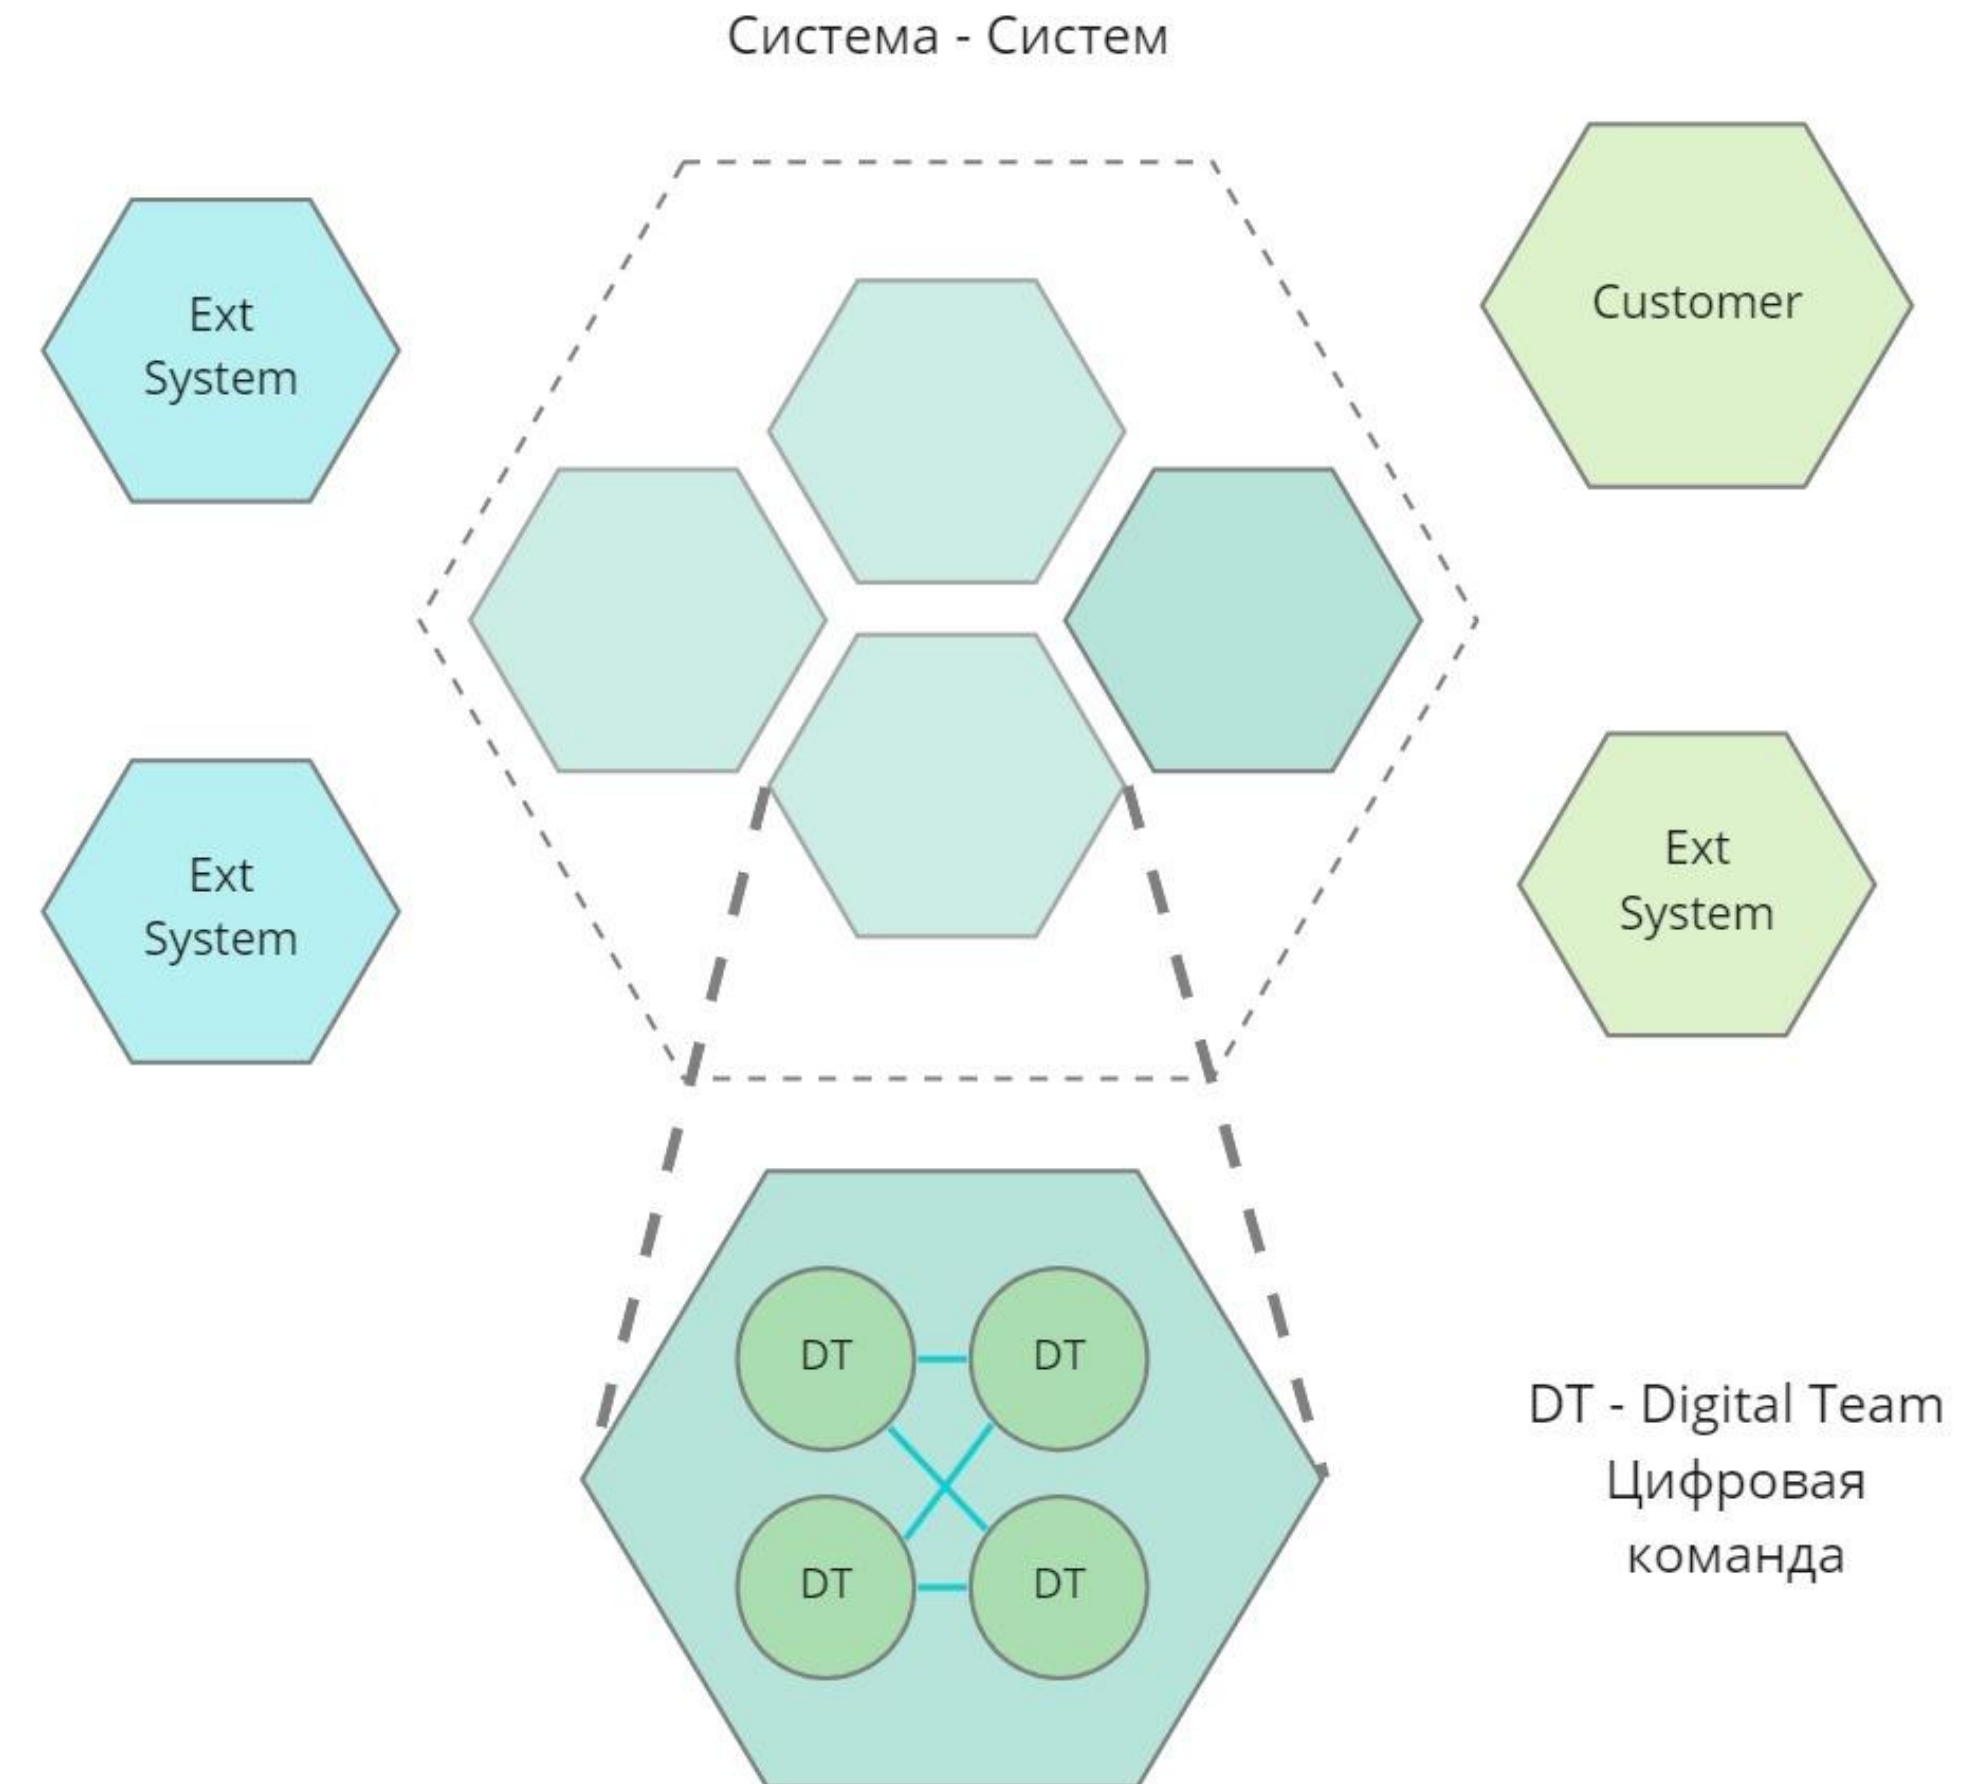 Система - Систем
Ext
System
Customer
Ext
System
Ext
System
DT
DT
DT
DT
DT - Digital Team
Цифровая
команда